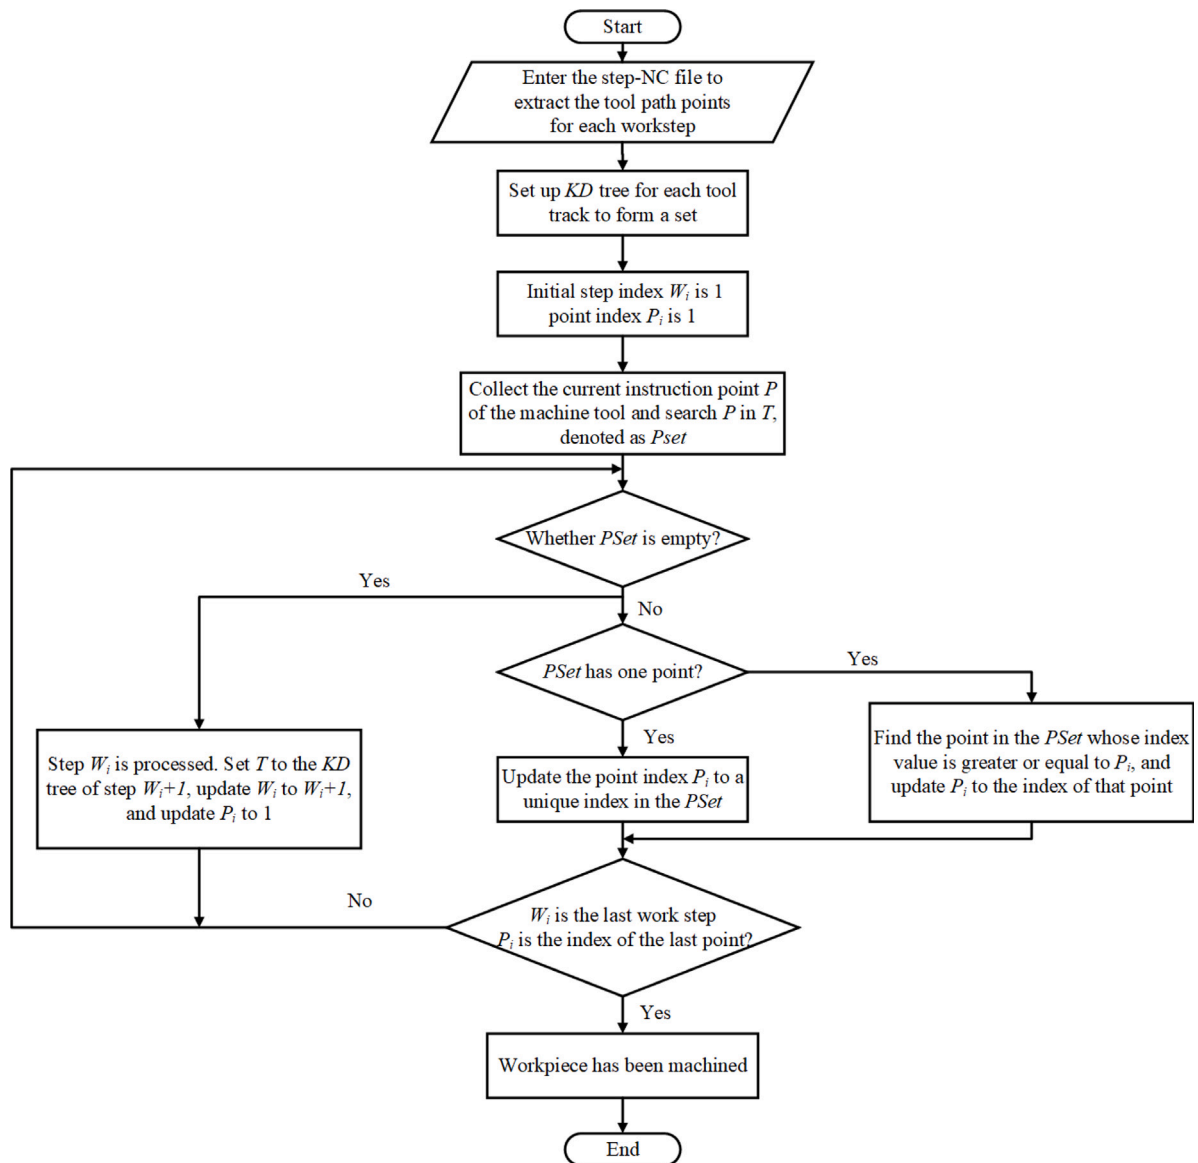 Start
Enter the step-NC file to
extract the tool path points
for each workstep
Set up KD tree for each tool
track to form a set
Initial step index Wi is 1
point index Pi is 1
Collect the current instruction point P
of the machine tool and search P in T,
denoted as Pset
Whether PSet is empty?
Yes
No
PSet has one point?
Yes
Step Wi is processed. Set T to the KD
tree of step Wi+1, update Wi to Wi+1,
and update Pi to 1
Yes
Update the point index Pi to a
unique index in the PSet
Find the point in the PSet whose index
value is greater or equal to Pi, and
update Pi to the index of that point
No
Wi is the last work step
Pi is the index of the last point?
Yes
Workpiece has been machined
End